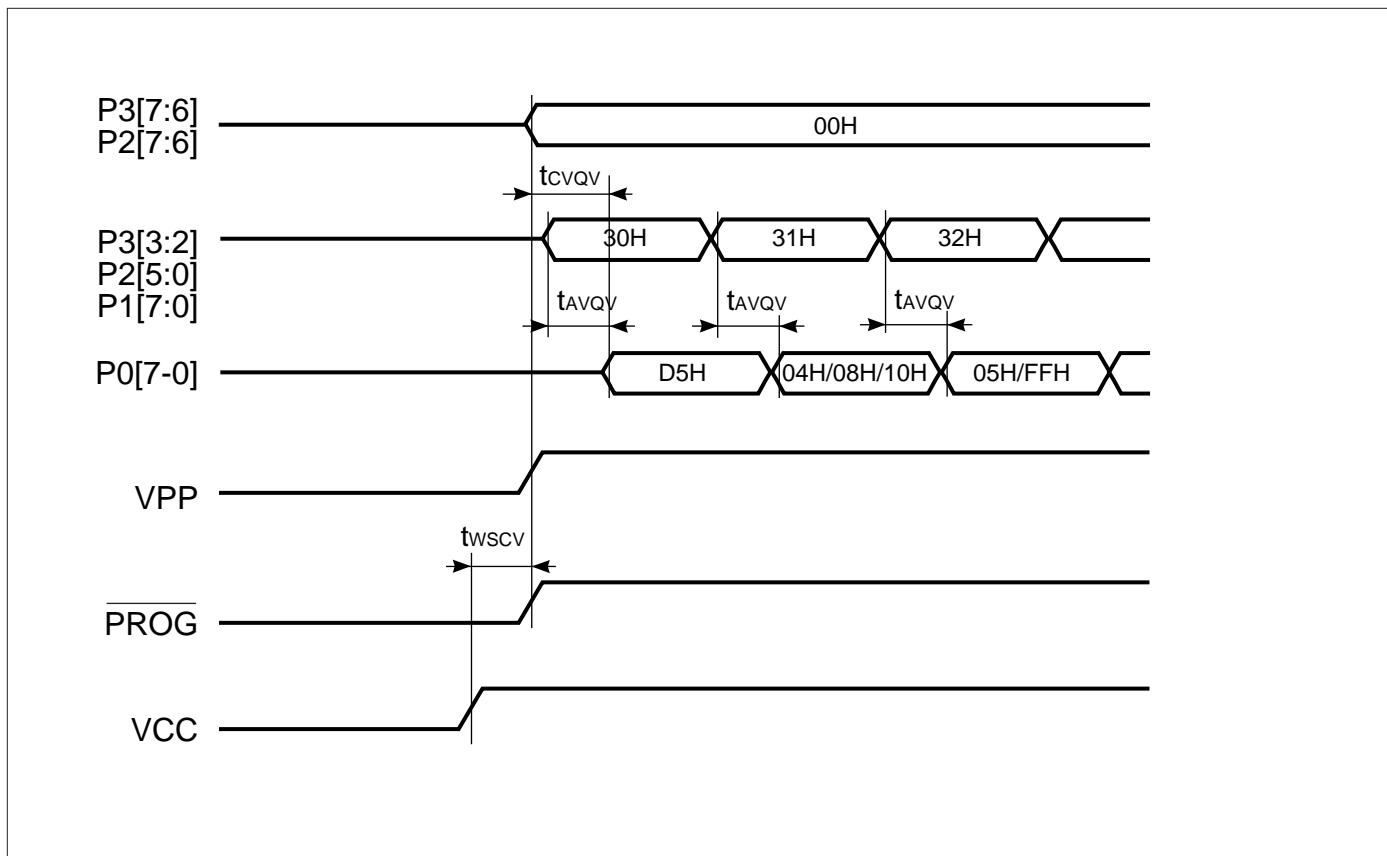 P3[7:6]
P2[7:6]
00H
tCVQV
P3[3:2]
P2[5:0]
P1[7:0]
30H
31H
32H
tAVQV
tAVQV
tAVQV
P0[7-0]
D5H
04H/08H/10H
05H/FFH
VPP
tWSCV
PROG
VCC